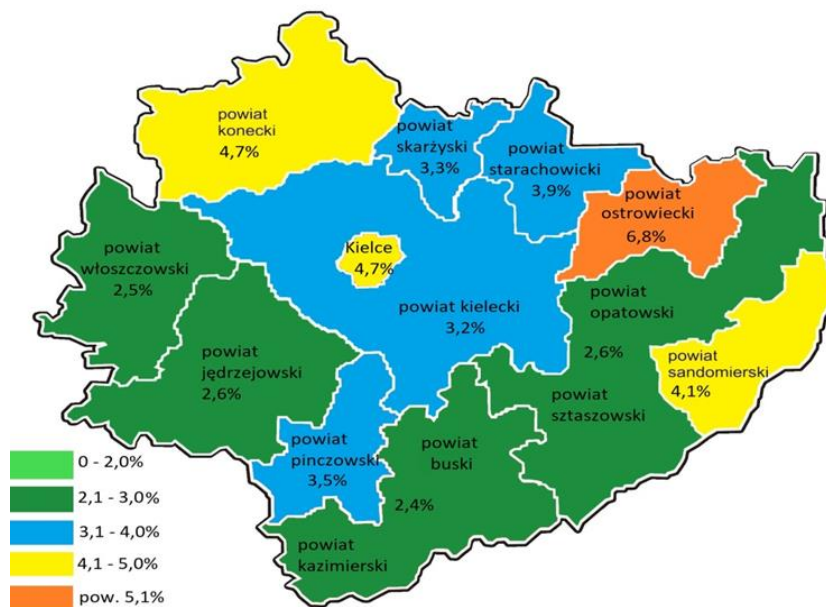 powiat
konecki
4,7%
powiat
skarżyski
3,3%
powiat
starachowicki
3,9%
powiat
ostrowiecki
6,8%
powiat
włoszczowski
2,5%
Kielce
4,7%
powiat kielecki
3,2%
powiat
opatowski
2,6%
powiat
sandomierski
4,1%
powiat
jędrzejowski
2,6%
powiat
sztaszowski
powiat
pinczowski
3,5%
powiat
buski
2,4%
powiat
kazimierski
0 - 2,0%
2,1 - 3,0%
3,1 - 4,0%
4,1 - 5,0%
pow. 5,1%